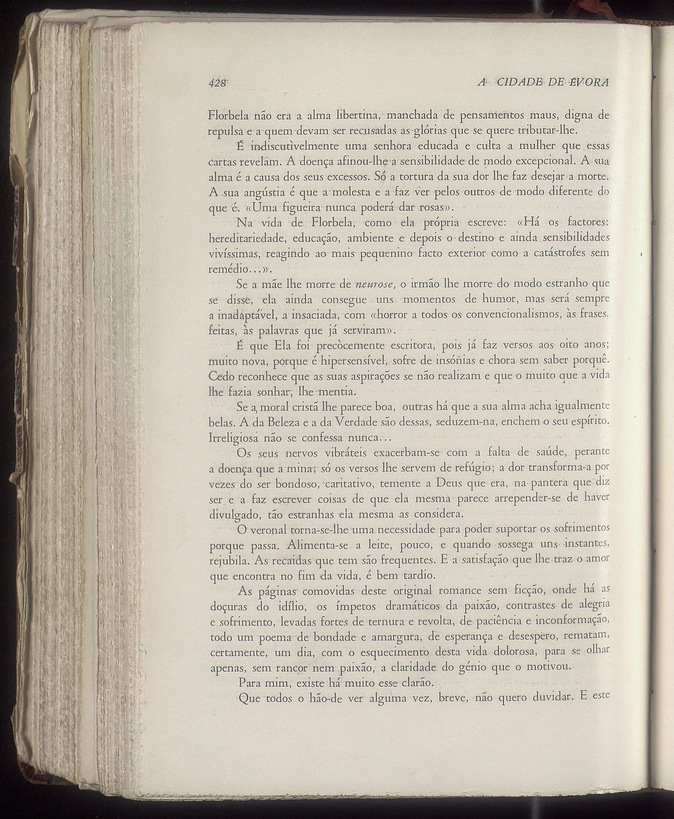 428 A CIDADE DE ÉVORA
Florbela não era a alma libertina, manchada de pensamentos maus, digna de
repulsa e a quem devam ser recusadas as glórias que se quere tributar-lhe.
É indiscutìvelmente uma senhora educada e culta a mulher que essas
cartas revelam. A doença afinou-lhe a sensibilidade de modo excepcional. A sua
alma é a causa dos seus excessos. Só a tortura da sua dor lhe faz desejar a morte.
A sua angústia é que a molesta e a faz ver pelos outros de modo diferente do
que é. «Uma figueira nunca poderá dar rosas».
Na vida de Florbela, como ela própria escreve: «Há os factores:
hereditariedade, educação, ambiente e depois o destino e ainda sensibilidades
vivíssimas, reagindo ao mais pequenino facto exterior como a catástrofes sem
remédio...».
Se a mãe lhe morre de neurose, o irmão lhe morre do modo estranho que
se disse, ela ainda consegue uns momentos de humor, mas será sempre
a inadaptável, a insaciada, com «horror a todos os convencionalismos, às frases
feitas, às palavras que já serviram».
É que Ela foi precòcemente escritora, pois já faz versos aos oito anos;
muito nova, porque é hipersensível, sofre de insónias e chora sem saber porquê.
Cedo reconhece que as suas aspirações se não realizam e que o muito que a vida
lhe fazia sonhar, lhe mentia.
Se a moral cristã lhe parece boa, outras há que a sua alma acha igualmente
belas. A da Beleza e a da Verdade são dessas, seduzem-na, enchem o seu espírito.
Irreligiosa não se confessa nunca...
Os seus nervos vibráteis exacerbam-se com a falta de saúde, perante
a doença que a mina; só os versos lhe servem de refúgio; a dor transforma-a por
vezes do ser bondoso, caritativo, temente a Deus que era, na pantera que diz
ser e a faz escrever coisas de que ela mesma parece arrepender-se de haver
divulgado, tão estranhas ela mesma as considera.
O veronal torna-se-lhe uma necessidade para poder suportar os sofrimentos
porque passa. Alimenta-se a leite, pouco, e quando sossega uns instantes,
rejubila. As recaídas que tem são frequentes. E a satisfação que lhe traz o amor
que encontra no fim da vida, é bem tardio.
As páginas comovidas deste original romance sem ficção, onde há as
doçuras do idílio, os ímpetos dramáticos da paixão, contrastes de alegria
e sofrimento, levadas fortes de ternura e revolta, de paciência e inconformação,
todo um poema de bondade e amargura, de esperança e desespero, rematam,
certamente, um dia, com o esquecimento desta vida dolorosa, para se olhar
apenas, sem rancor nem paixão, a claridade do génio que o motivou.
Para mim, existe há muito esse clarão.
Que todos o hão-de ver alguma vez, breve, não quero duvidar. E este